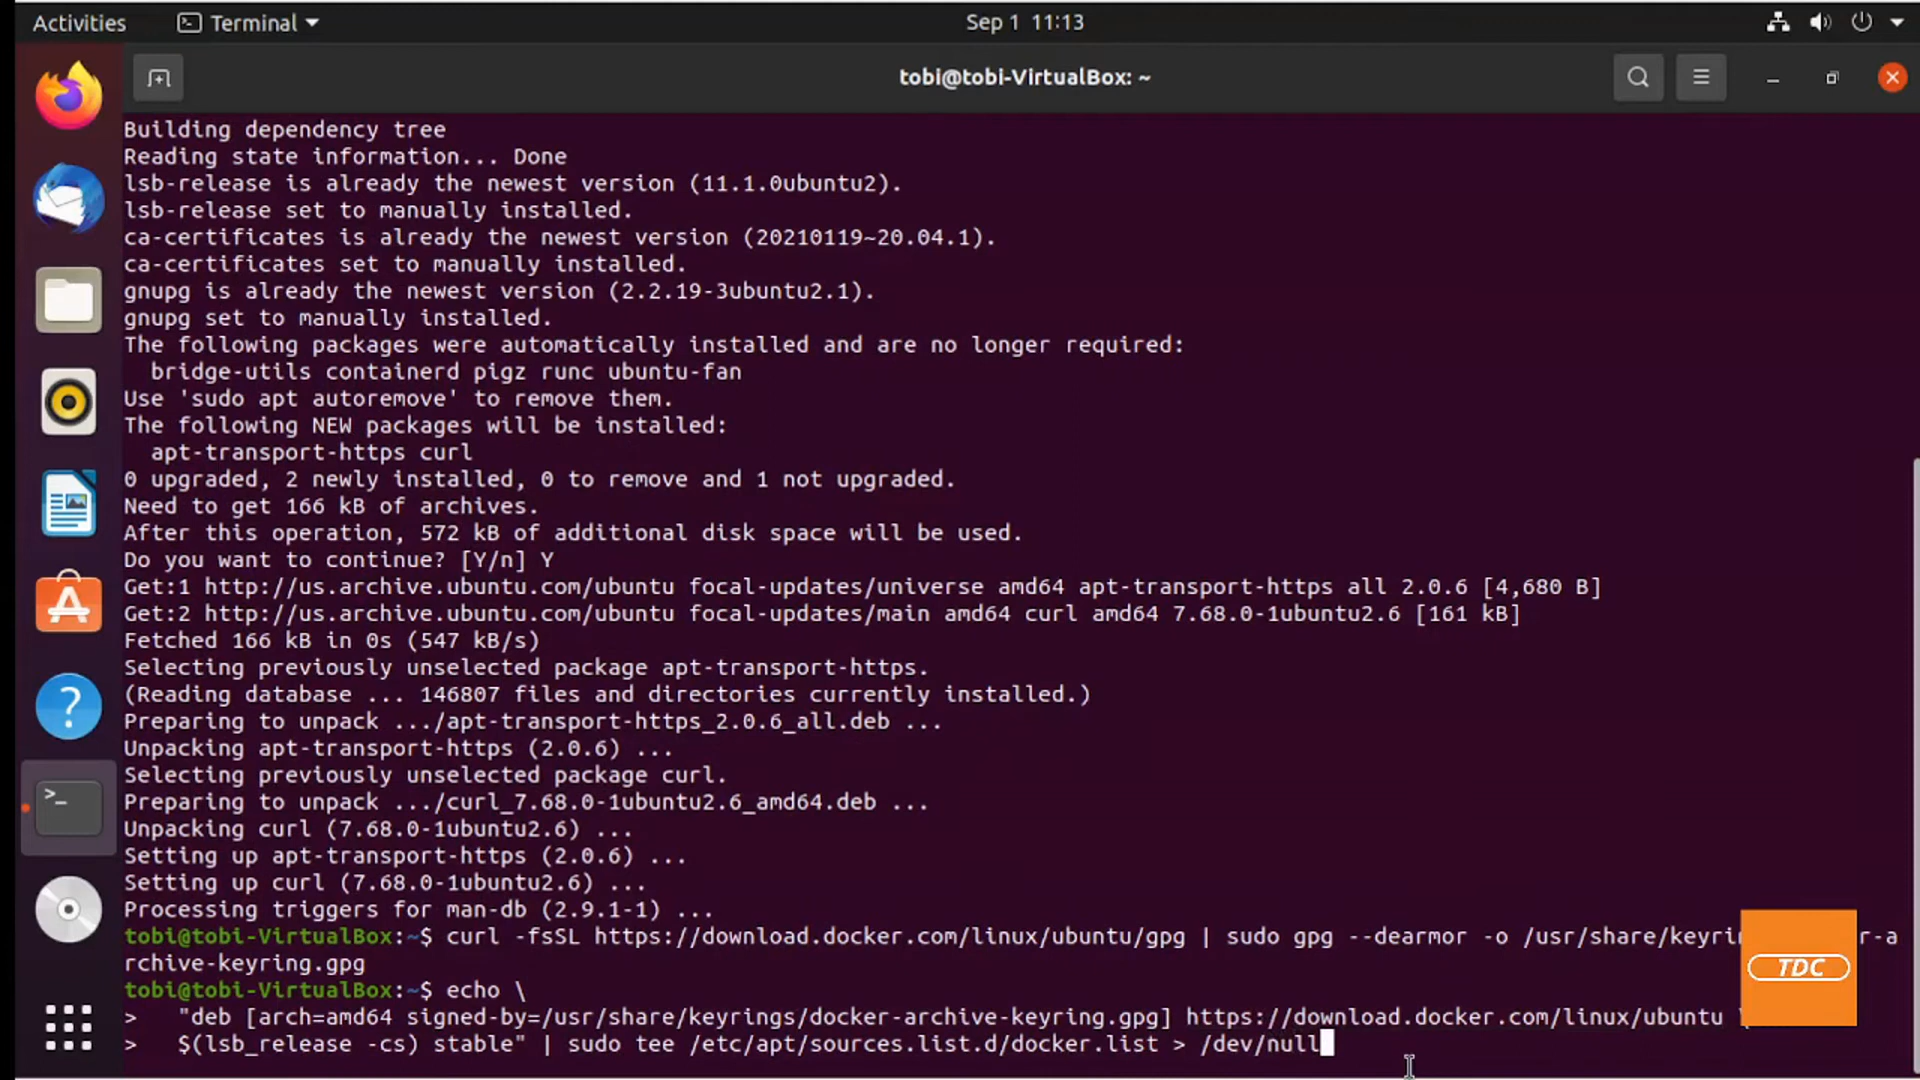 Activities
Terminal
Sep 1 11:13
tobi@tobi-VirtualBox: ~
Building dependency tree
Reading state information... Done
lsb-release is already the newest version (11.1.0ubuntu2).
lsb-release set to manually installed.
ca-certificates is already the newest version (20210119~20.04.1).
ca-certificates set to manually installed.
gnupg is already the newest version (2.2.19-3ubuntu2.1).
gnupg set to manually installed.
The following packages were automatically installed and are no longer required:
bridge-utils containerd pigz runc ubuntu-fan
Use 'sudo apt autoremove' to remove them.
The following NEW packages will be installed:
apt-transport-https curl
0 upgraded, 2 newly installed, 0 to remove and 1 not upgraded.
Need to get 166 kB of archives.
After this operation, 572 kB of additional disk space will be used.
Do you want to continue? [Y/n] Y
Get:1 http://us.archive.ubuntu.com/ubuntu focal-updates/universe amd64 apt-transport-https all 2.0.6 [4,680 B]
Get:2 http://us.archive.ubuntu.com/ubuntu focal-updates/main amd64 curl amd64 7.68.0-1ubuntu2.6 [161 kB]
Fetched 166 kB in 0s (547 kB/s)
Selecting previously unselected package apt-transport-https.
(Reading database ... 146807 files and directories currently installed.)
Preparing to unpack .../apt-transport-https_2.0.6_all.deb ...
Unpacking apt-transport-https (2.0.6) ...
Selecting previously unselected package curl.
Preparing to unpack .../curl_7.68.0-1ubuntu2.6_amd64.deb ...
Unpacking curl (7.68.0-1ubuntu2.6) ...
Setting up apt-transport-https (2.0.6) ...
Setting up curl (7.68.0-1ubuntu2.6) ...
Processing triggers for man-db (2.9.1-1) ...
tobi@tobi-VirtualBox:~$ curl -fsSL https://download.docker.com/linux/ubuntu/gpg | sudo gpg --dearmor -o /usr/share/keyri r-a
rchive-keyring.gpg
tobi@tobi-VirtualBox:~$ echo \
> "deb [arch=amd64 signed-by=/usr/share/keyrings/docker-archive-keyring.gpg] https://download.docker.com/linux/ubuntu \
> $(lsb_release -cs) stable" | sudo tee /etc/apt/sources.list.d/docker.list > /dev/null
TDC